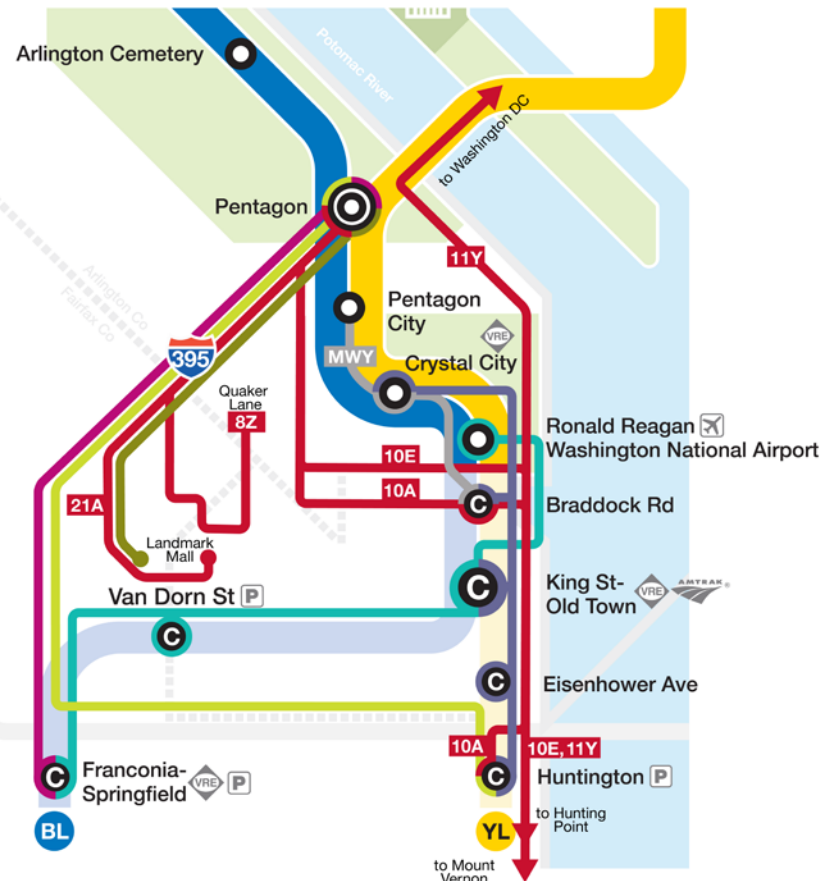 Arlington Cemetery
Potomac River
to Washington DC
Pentagon
11Y
Arlington Co
Fairfax Co
Pentagon
City
VRE
MWY
Crystal City
395
Quaker
Lane
8Z
Ronald Reagan
Washington National Airport
10E
10A
21A
C
Braddock Rd
Landmark
Mall
Van Dorn St P
C
C
King St-
Old Town
VRE
AMTRAK®
C
Eisenhower Ave
10A
10E, 11Y
C
Franconia-
Springfield
VRE
P
C
Huntington P
BL
YL
to Hunting
Point
to Mount
Vernon